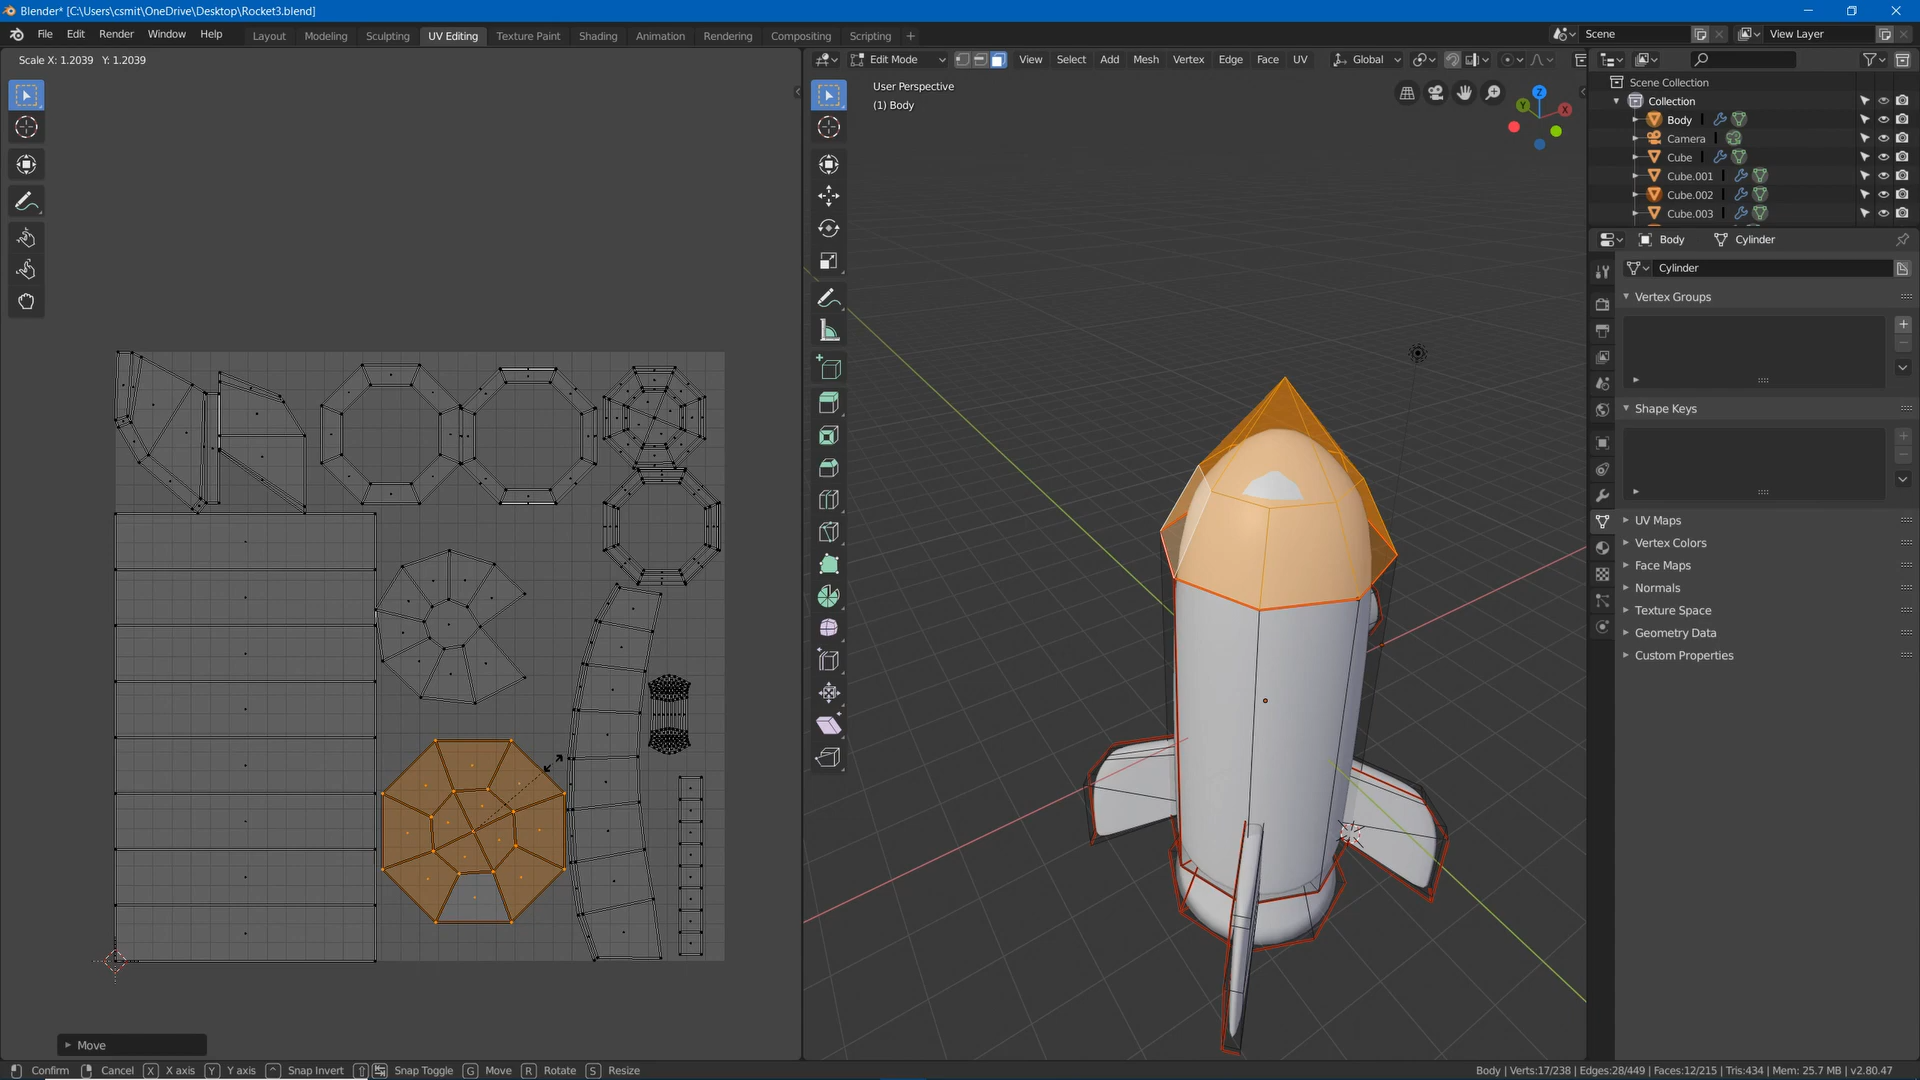 Blender* [C:\Users\csmit\OneDrive\Desktop\Rocket3.blend]
File Edit Render Window Help Layout Modeling Sculpting UV Editing Texture Paint Shading Animation Rendering Compositing Scripting Scene View Layer
Scale X: 1.2039 Y: 1.2039
Edit Mode View Select Add Mesh Vertex Edge Face UV Global
User Perspective
(1) Body
Z
Y
X
Scene Collection
Collection
Body
Camera
Cube
Cube.001
Cube.002
Cube.003
Body Cylinder
Cylinder
Vertex Groups
Shape Keys
UV Maps
Vertex Colors
Face Maps
Normals
Texture Space
Geometry Data
Custom Properties
Move
Confirm Cancel X X axis Y Y axis ^ Snap Invert Snap Toggle G Move R Rotate S Resize
Body | Verts:17/238 | Edges:28/449 | Faces:12/215 | Tris:434 | Mem: 25.7 MB | v2.80.47